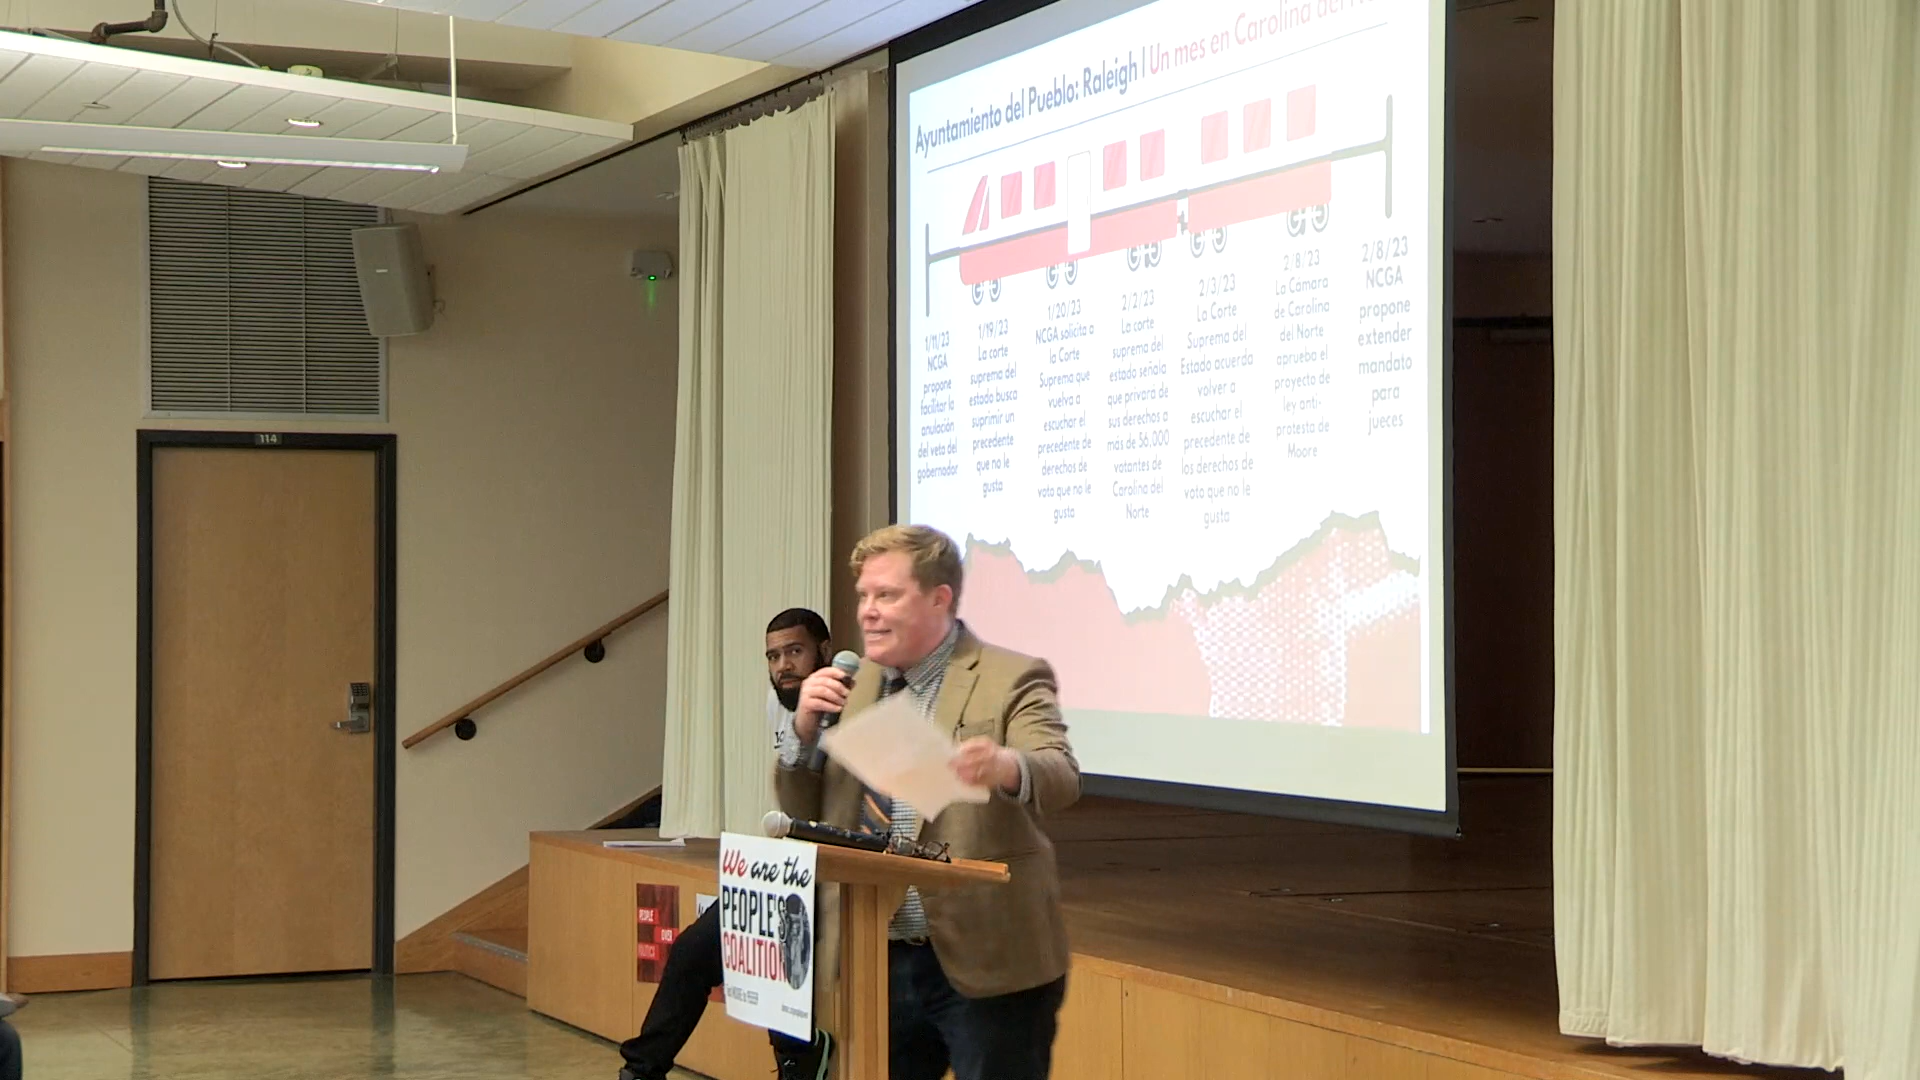 Ayuntamiento del Pueblo: Raleigh | Un mes en Carolina del
1/11/23
NCGA
propone
facilitar la
anulación
del veto del
gobernador
1/19/23
La corte
suprema del
estado busca
suprimir un
precedente
que no le
gusta
1/20/23
NCGA solicita a
la Corte
Suprema que
vuelva a
escuchar el
precedente de
derechos de
voto que no le
gusta
2/2/23
La corte
suprema del
estado señala
que privara de
sus derechos a
más de 56,000
votantes de
Carolina del
Norte
2/3/23
La Corte
Suprema del
Estado acuerda
volver a
escuchar el
precedente de
los derechos de
voto que no le
gusta
2/8/23
La Cámara
de Carolina
del Norte
aprueba el
proyecto de
ley anti-
protesta de
Moore
2/8/23
NCGA
propone
extender
mandato
para
jueces
114
We are the
PEOPLE'S
COALITION
PEOPLE
OVER
POLITICS